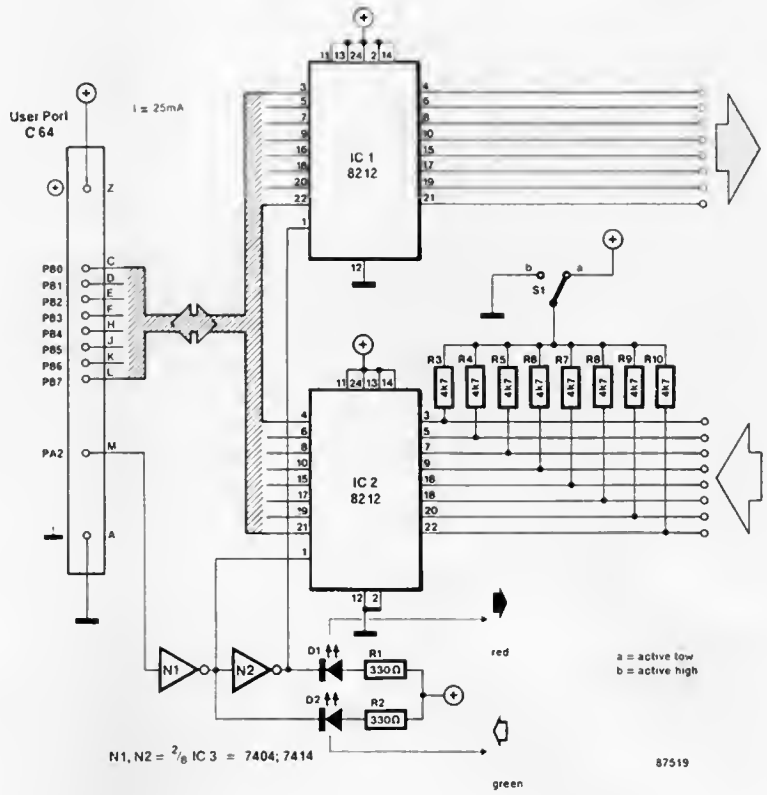 User Port
C 64
I = 25mA
Z
PB0 C
PB1 D
PB2 E
PB3 F
PB4 H
PB5 J
PB6 K
PB7 L
PA2 M
A
11 13 24 2 14
IC 1
8212
3
5
7
9
16
18
20
22
1
12
4
6
8
10
15
17
19
21
b a
S1
11 24 13 14
IC 2
8212
4
6
8
10
15
17
19
21
1
12 2
3
5
7
9
16
18
20
22
R3 R4 R5 R6 R7 R8 R9 R10
4k7 4k7 4k7 4k7 4k7 4k7 4k7 4k7
N1 N2
D1 R1
330Ω
D2 R2
330Ω
red
green
a = active low
b = active high
N1, N2 = 2/6 IC 3 = 7404; 7414
87519